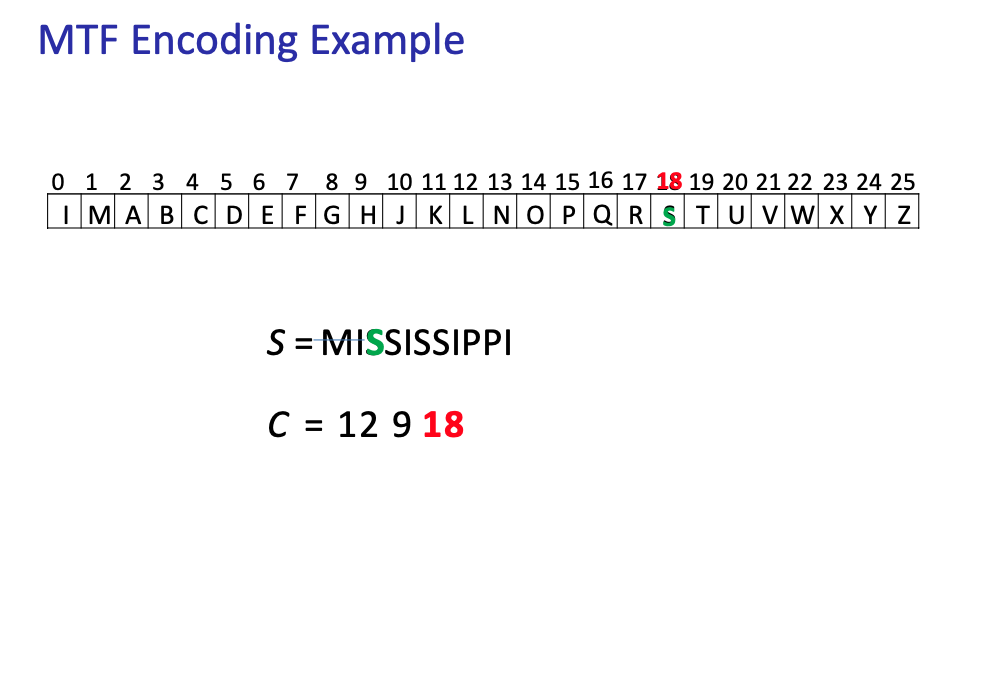 MTF Encoding Example
0 1 2 3 4 5 6 7 8 9 10 11 12 13 14 15 16 17 18 19 20 21 22 23 24 25
I M A B C D E F G H J K L N O P Q R S T U V W X Y Z
S = MISSISSIPPI
C = 12 9 18